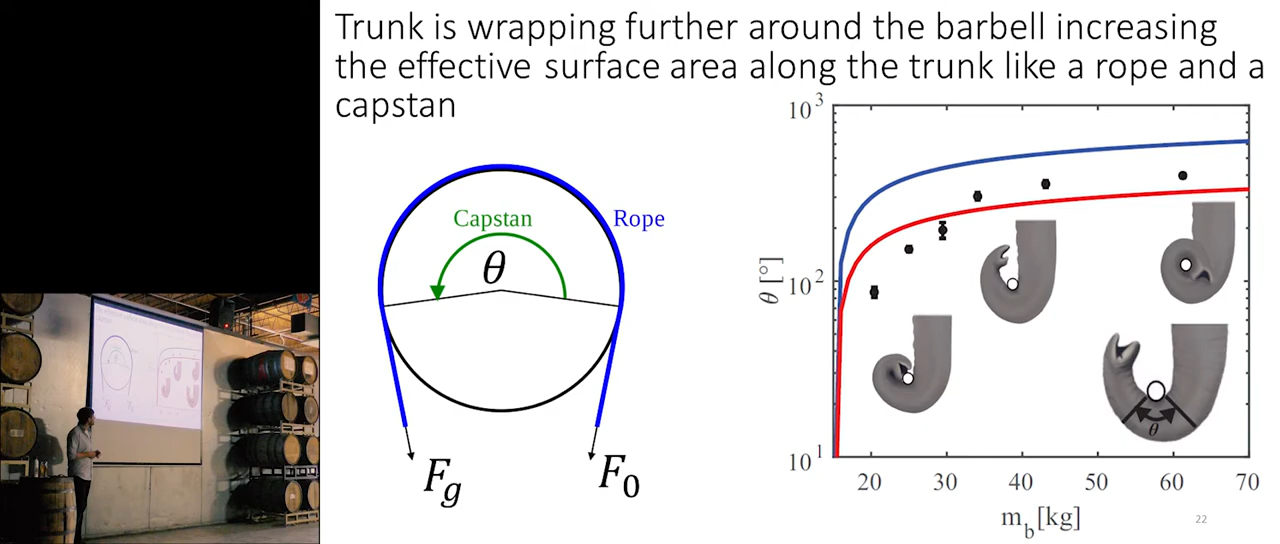 Trunk is wrapping further around the barbell increasing
the effective surface area along the trunk like a rope and a
capstan
Capstan
Rope
θ
F_g
F_0
10^3
10^2
10^1
θ [°]
θ
20 30 40 50 60 70
m_b [kg]
22